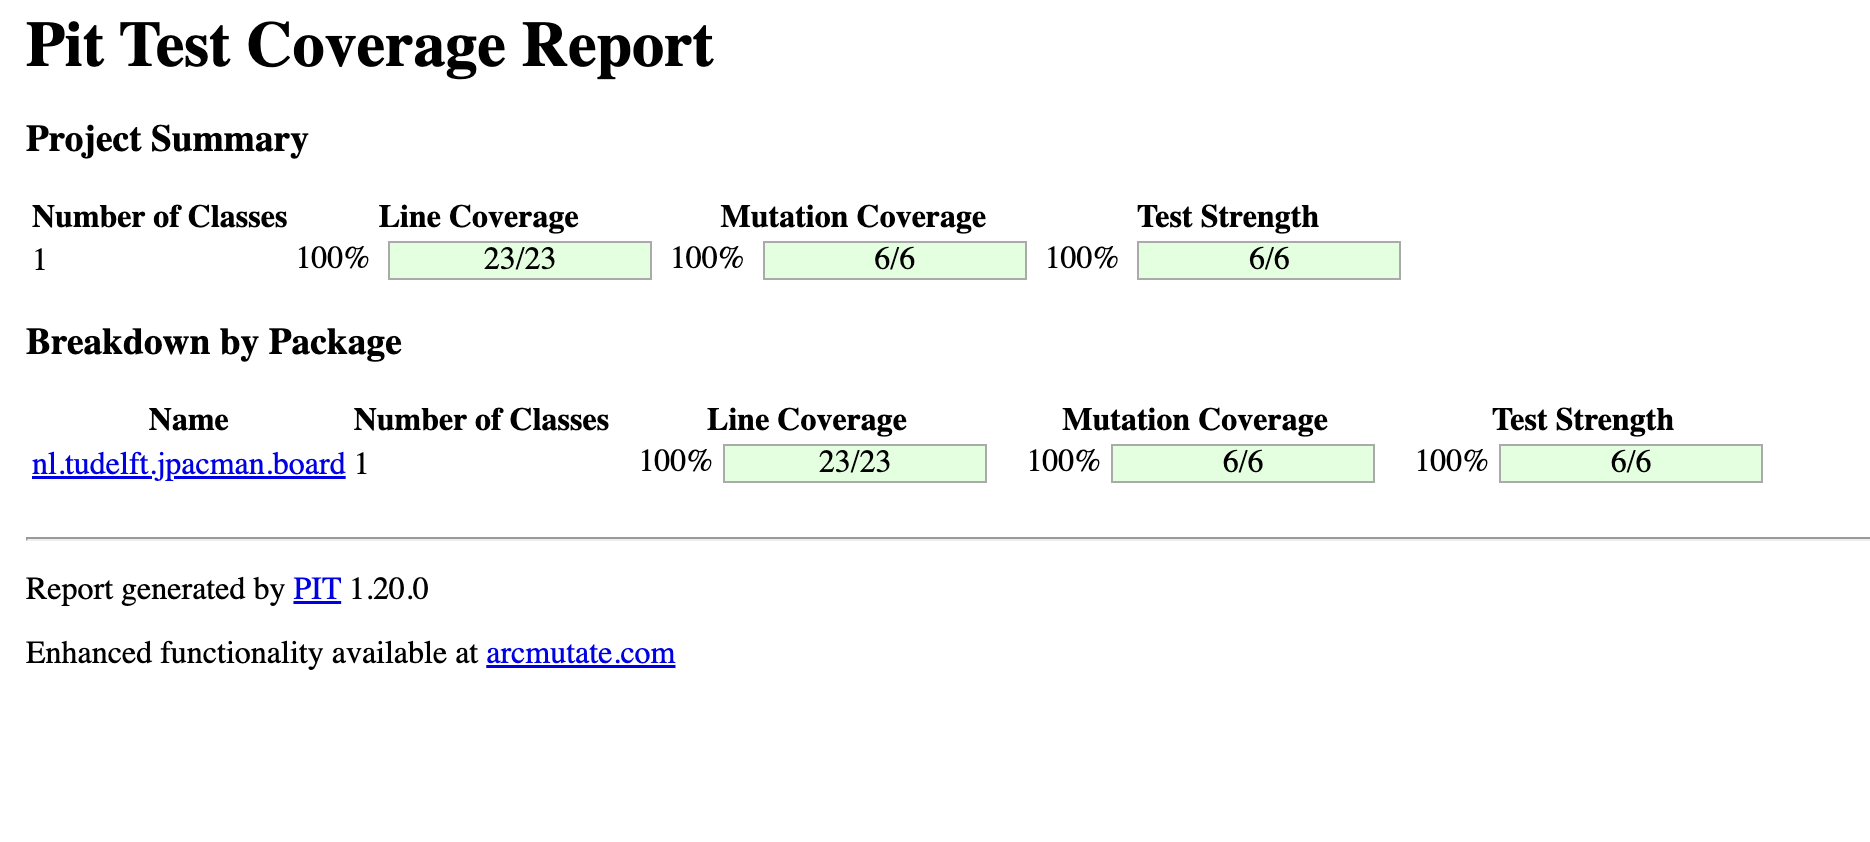 Pit Test Coverage Report
Project Summary
Number of Classes Line Coverage Mutation Coverage Test Strength
1 100% 23/23 100% 6/6 100% 6/6
Breakdown by Package
Name Number of Classes Line Coverage Mutation Coverage Test Strength
nl.tudelft.jpacman.board 1 100% 23/23 100% 6/6 100% 6/6
Report generated by PIT 1.20.0
Enhanced functionality available at arcmutate.com